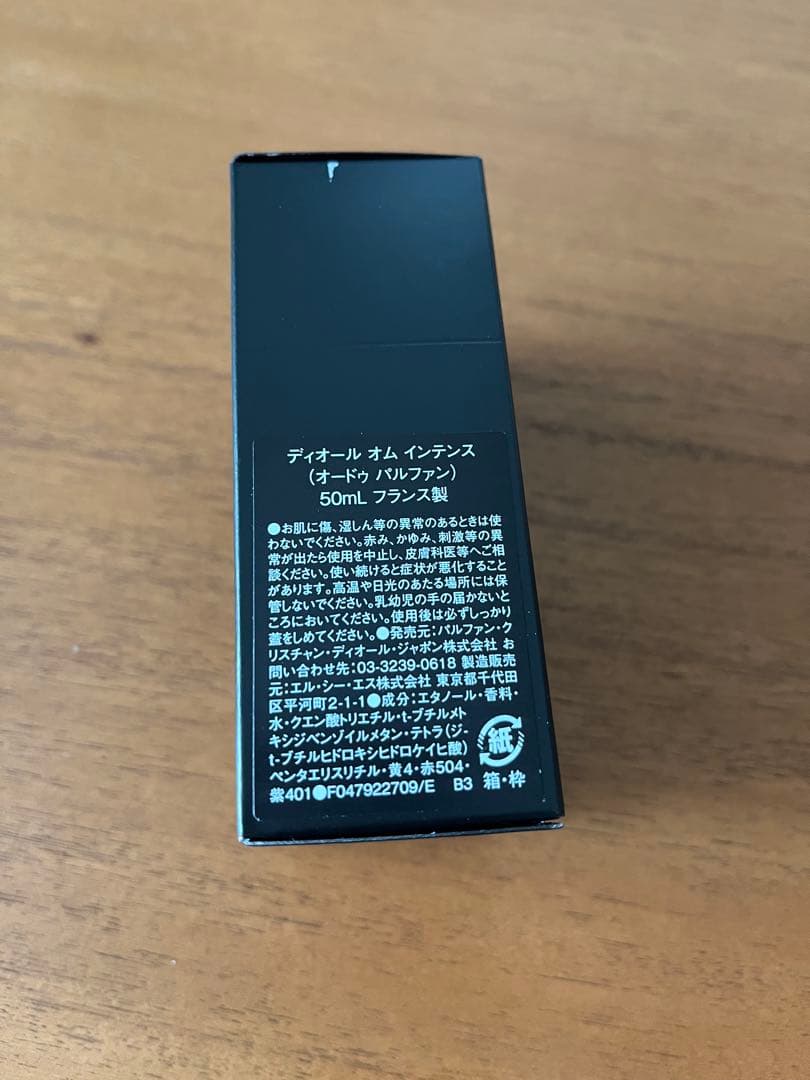 ディオール オム インテンス
(オードゥ パルファン)
50mL フランス製
●お肌に傷、湿しん等の異常のあるときは使
わないでください。赤み、かゆみ、刺激等の異
常が出たら使用を中止し、皮膚科医等へご相
談ください。使い続けると症状が悪化すること
があります。高温や日光のあたる場所には保
管しないでください。乳幼児の手の届かないと
ころにおいてください。使用後は必ずしっかり
蓋をしめてください。●発売元:パルファン・ク
リスチャン・ディオール・ジャポン株式会社 お
問い合わせ先:03-3239-0618 製造販売
元:エル・シー・エス株式会社 東京都千代田
区平河町2-1-1●成分:エタノール・香料・
水・クエン酸トリエチル・t-ブチルメト
キシジベンゾイルメタン・テトラ(ジ-
t-ブチルヒドロキシヒドロケイヒ酸)
ペンタエリスリチル・黄4・赤504・
紫401●F047922709/E B3
紙
箱・枠